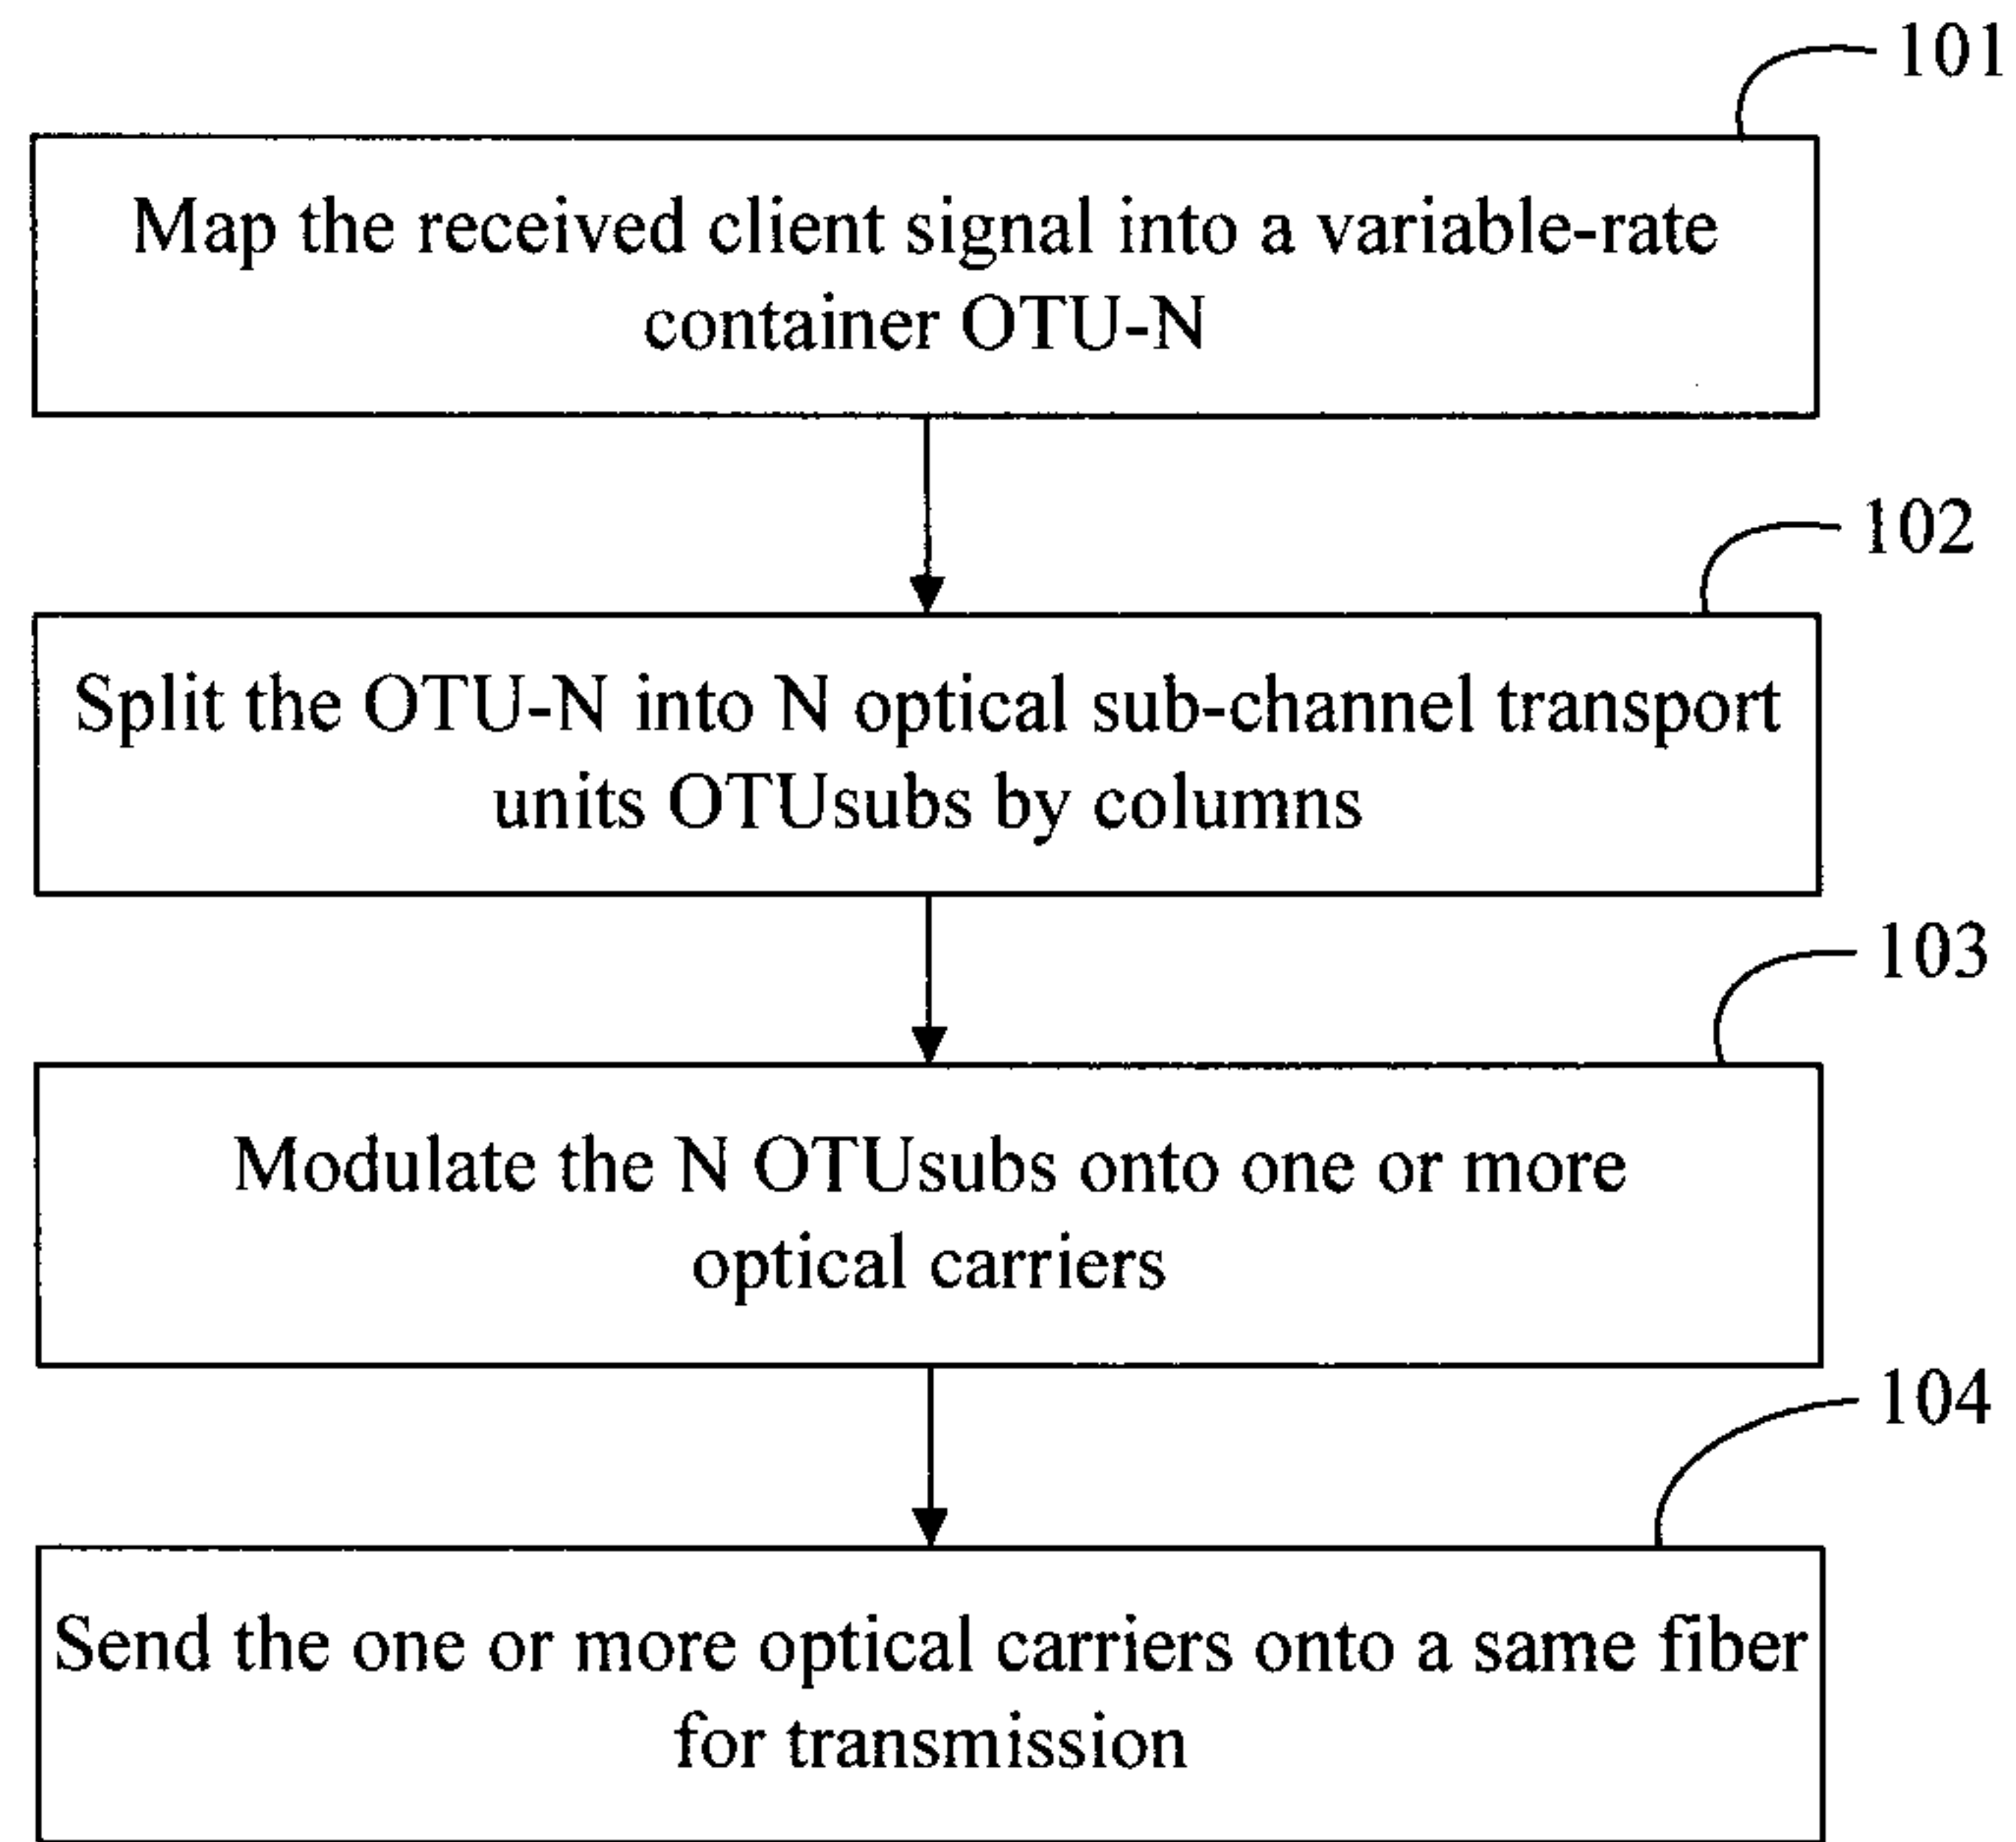 101
Map the received client signal into a variable-rate
container OTU-N
102
Split the OTU-N into N optical sub-channel transport
units OTUsubs by columns
103
Modulate the N OTUsubs onto one or more
optical carriers
104
Send the one or more optical carriers onto a same fiber
for transmission